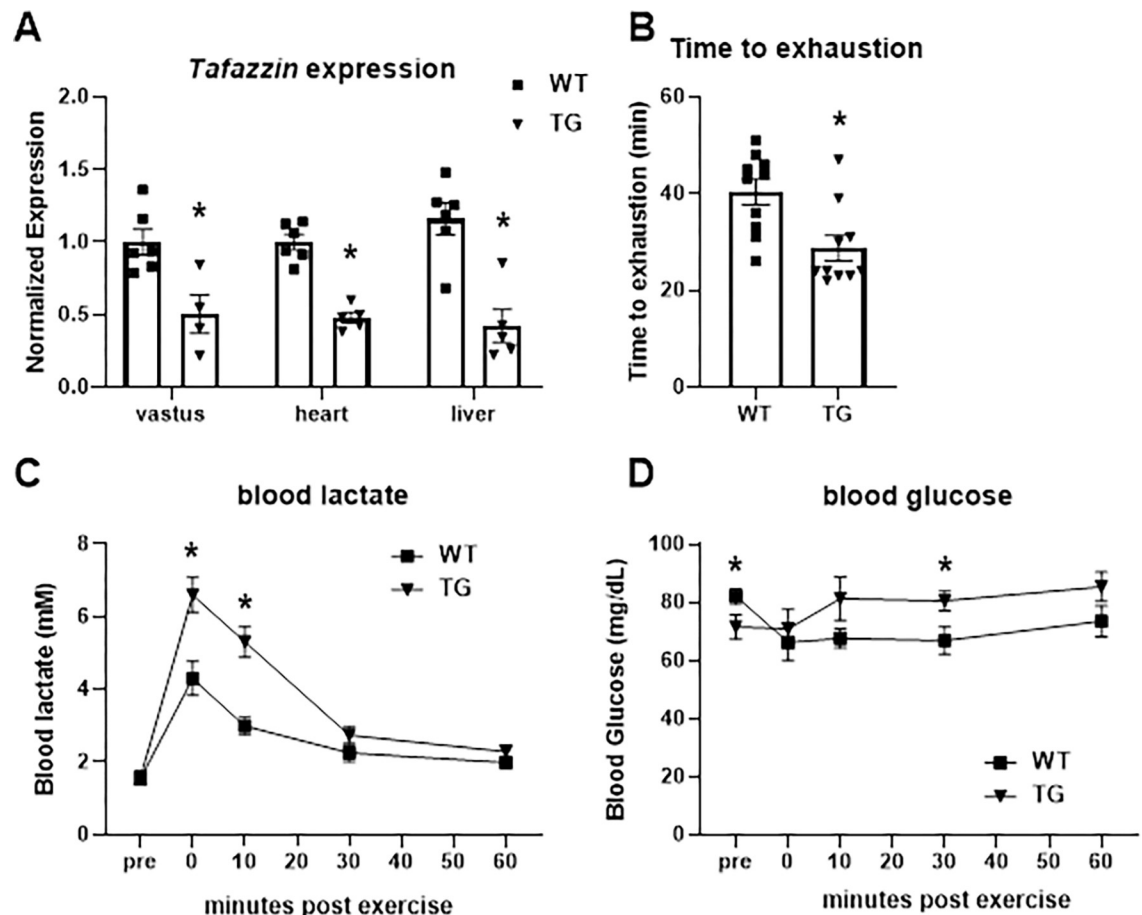 A
Tafazzin expression
WT
TG
Normalized Expression
2.0
1.5
1.0
0.5
0.0
*
*
*
vastus heart liver
B
Time to exhaustion
Time to exhaustion (min)
60
40
20
0
*
WT TG
C
blood lactate
Blood lactate (mM)
8
6
4
2
0
*
*
WT
TG
pre 0 10 20 30 40 50 60
minutes post exercise
D
blood glucose
Blood Glucose (mg/dL)
100
80
60
40
20
0
*
*
WT
TG
pre 0 10 20 30 40 50 60
minutes post exercise